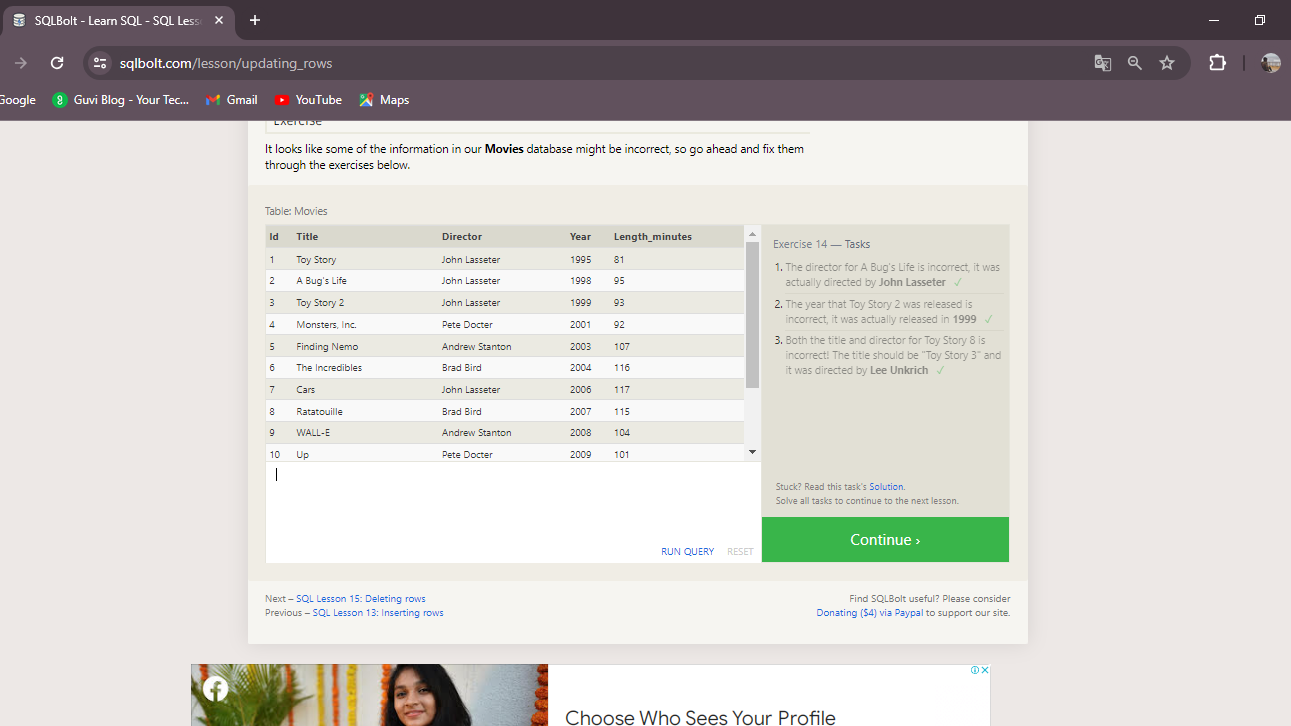 SQLBolt - Learn SQL - SQL Less
sqlbolt.com/lesson/updating_rows
Google
Guvi Blog - Your Tec...
Gmail
YouTube
Maps
Exercise
It looks like some of the information in our Movies database might be incorrect, so go ahead and fix them
through the exercises below.
Table: Movies
Id Title Director Year Length_minutes
1 Toy Story John Lasseter 1995 81
2 A Bug's Life John Lasseter 1998 95
3 Toy Story 2 John Lasseter 1999 93
4 Monsters, Inc. Pete Docter 2001 92
5 Finding Nemo Andrew Stanton 2003 107
6 The Incredibles Brad Bird 2004 116
7 Cars John Lasseter 2006 117
8 Ratatouille Brad Bird 2007 115
9 WALL-E Andrew Stanton 2008 104
10 Up Pete Docter 2009 101
RUN QUERY RESET
Exercise 14 — Tasks
1. The director for A Bug's Life is incorrect, it was
actually directed by John Lasseter ✓
2. The year that Toy Story 2 was released is
incorrect, it was actually released in 1999 ✓
3. Both the title and director for Toy Story 8 is
incorrect! The title should be "Toy Story 3" and
it was directed by Lee Unkrich ✓
Stuck? Read this task's Solution.
Solve all tasks to continue to the next lesson.
Continue ›
Next – SQL Lesson 15: Deleting rows
Previous – SQL Lesson 13: Inserting rows
Find SQLBolt useful? Please consider
Donating ($4) via Paypal to support our site.
Choose Who Sees Your Profile